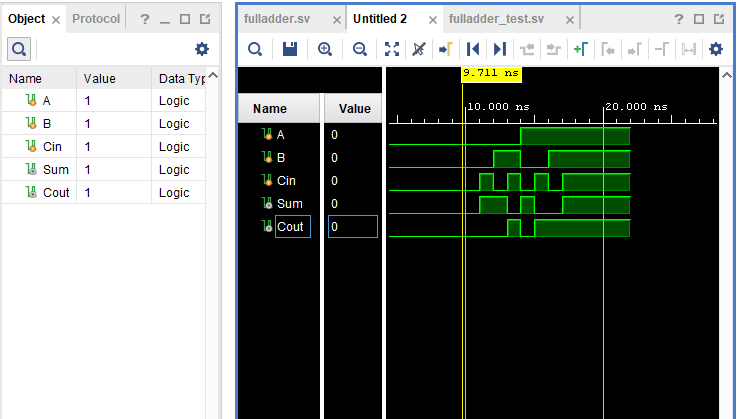 Object Protocol
Name Value Data Typ
A 1 Logic
B 1 Logic
Cin 1 Logic
Sum 1 Logic
Cout 1 Logic
fulladder.sv Untitled 2 fulladder_test.sv
9.711 ns
Name Value
10.000 ns 20.000 ns
A 0
B 0
Cin 0
Sum 0
Cout 0